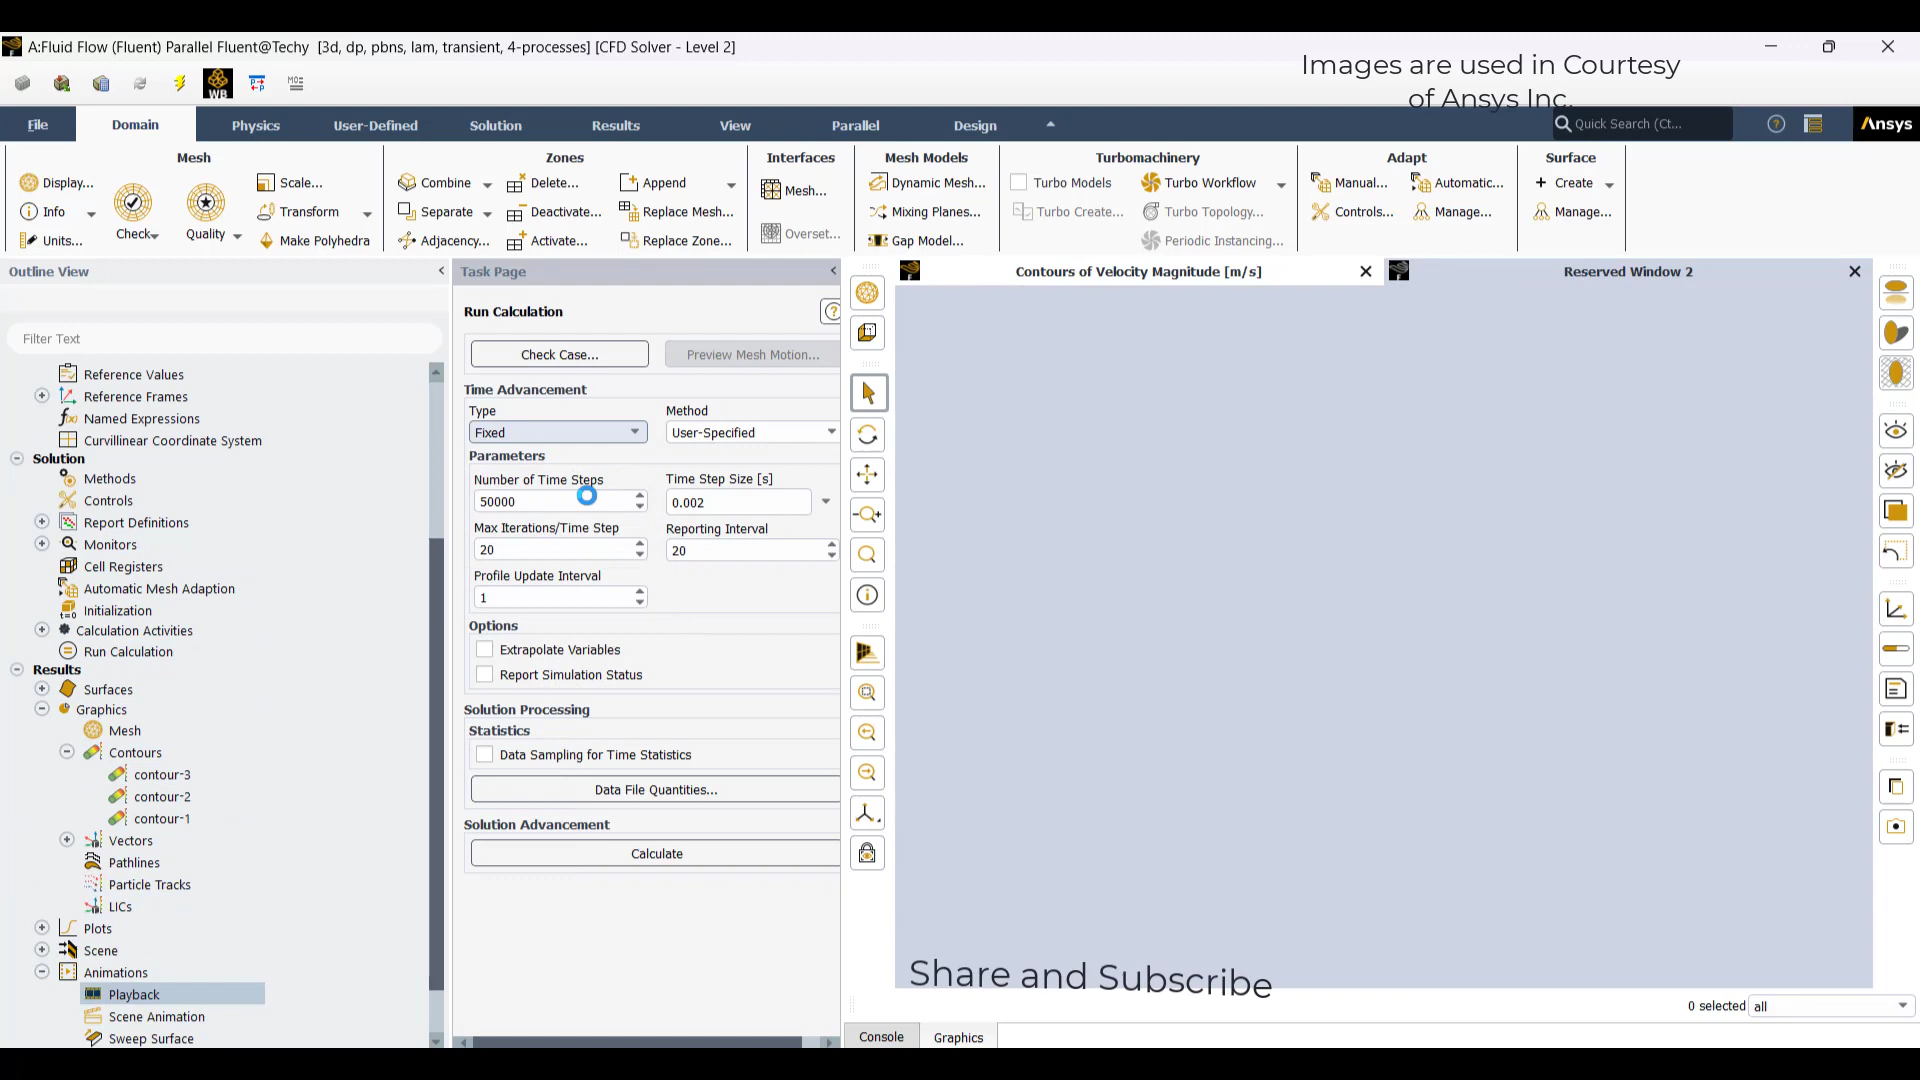 A:Fluid Flow (Fluent) Parallel Fluent@Techy [3d, dp, pbns, lam, transient, 4-processes] [CFD Solver - Level 2]
Images are used in Courtesy
of Ansys Inc.
WB
File Domain Physics User-Defined Solution Results View Parallel Design Quick Search (Ct... Ansys
Mesh Zones Interfaces Mesh Models Turbomachinery Adapt Surface
Display... Scale... Combine Delete... Append Mesh... Dynamic Mesh... Turbo Models Turbo Workflow Manual... Automatic... Create
Info Transform Separate Deactivate... Replace Mesh... Mixing Planes... Turbo Create... Turbo Topology... Controls... Manage... Manage...
Check Quality Overset...
Units... Make Polyhedra Adjacency... Activate... Replace Zone... Gap Model... Periodic Instancing...
Outline View Task Page Contours of Velocity Magnitude [m/s] Reserved Window 2
Filter Text
Reference Values
Reference Frames
Named Expressions
Curvillinear Coordinate System
Solution
Methods
Controls
Report Definitions
Monitors
Cell Registers
Automatic Mesh Adaption
Initialization
Calculation Activities
Run Calculation
Results
Surfaces
Graphics
Mesh
Contours
contour-3
contour-2
contour-1
Vectors
Pathlines
Particle Tracks
LICs
Plots
Scene
Animations
Playback
Scene Animation
Sweep Surface
Run Calculation
Check Case... Preview Mesh Motion...
Time Advancement
Type Method
Fixed User-Specified
Parameters
Number of Time Steps Time Step Size [s]
50000 0.002
Max Iterations/Time Step Reporting Interval
20 20
Profile Update Interval
1
Options
Extrapolate Variables
Report Simulation Status
Solution Processing
Statistics
Data Sampling for Time Statistics
Data File Quantities...
Solution Advancement
Calculate
Share and Subscribe
0 selected all
Console Graphics